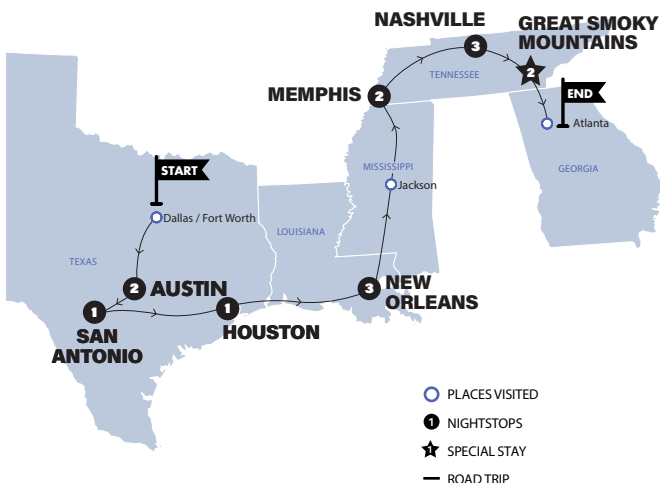 NASHVILLE
3
GREAT SMOKY
MOUNTAINS
2
TENNESSEE
MEMPHIS
2
END
Atlanta
GEORGIA
MISSISSIPPI
Jackson
START
Dallas / Fort Worth
LOUISIANA
TEXAS
2
AUSTIN
1
SAN
ANTONIO
1
HOUSTON
3
NEW
ORLEANS
PLACES VISITED
1
NIGHTSTOPS
1
SPECIAL STAY
ROAD TRIP